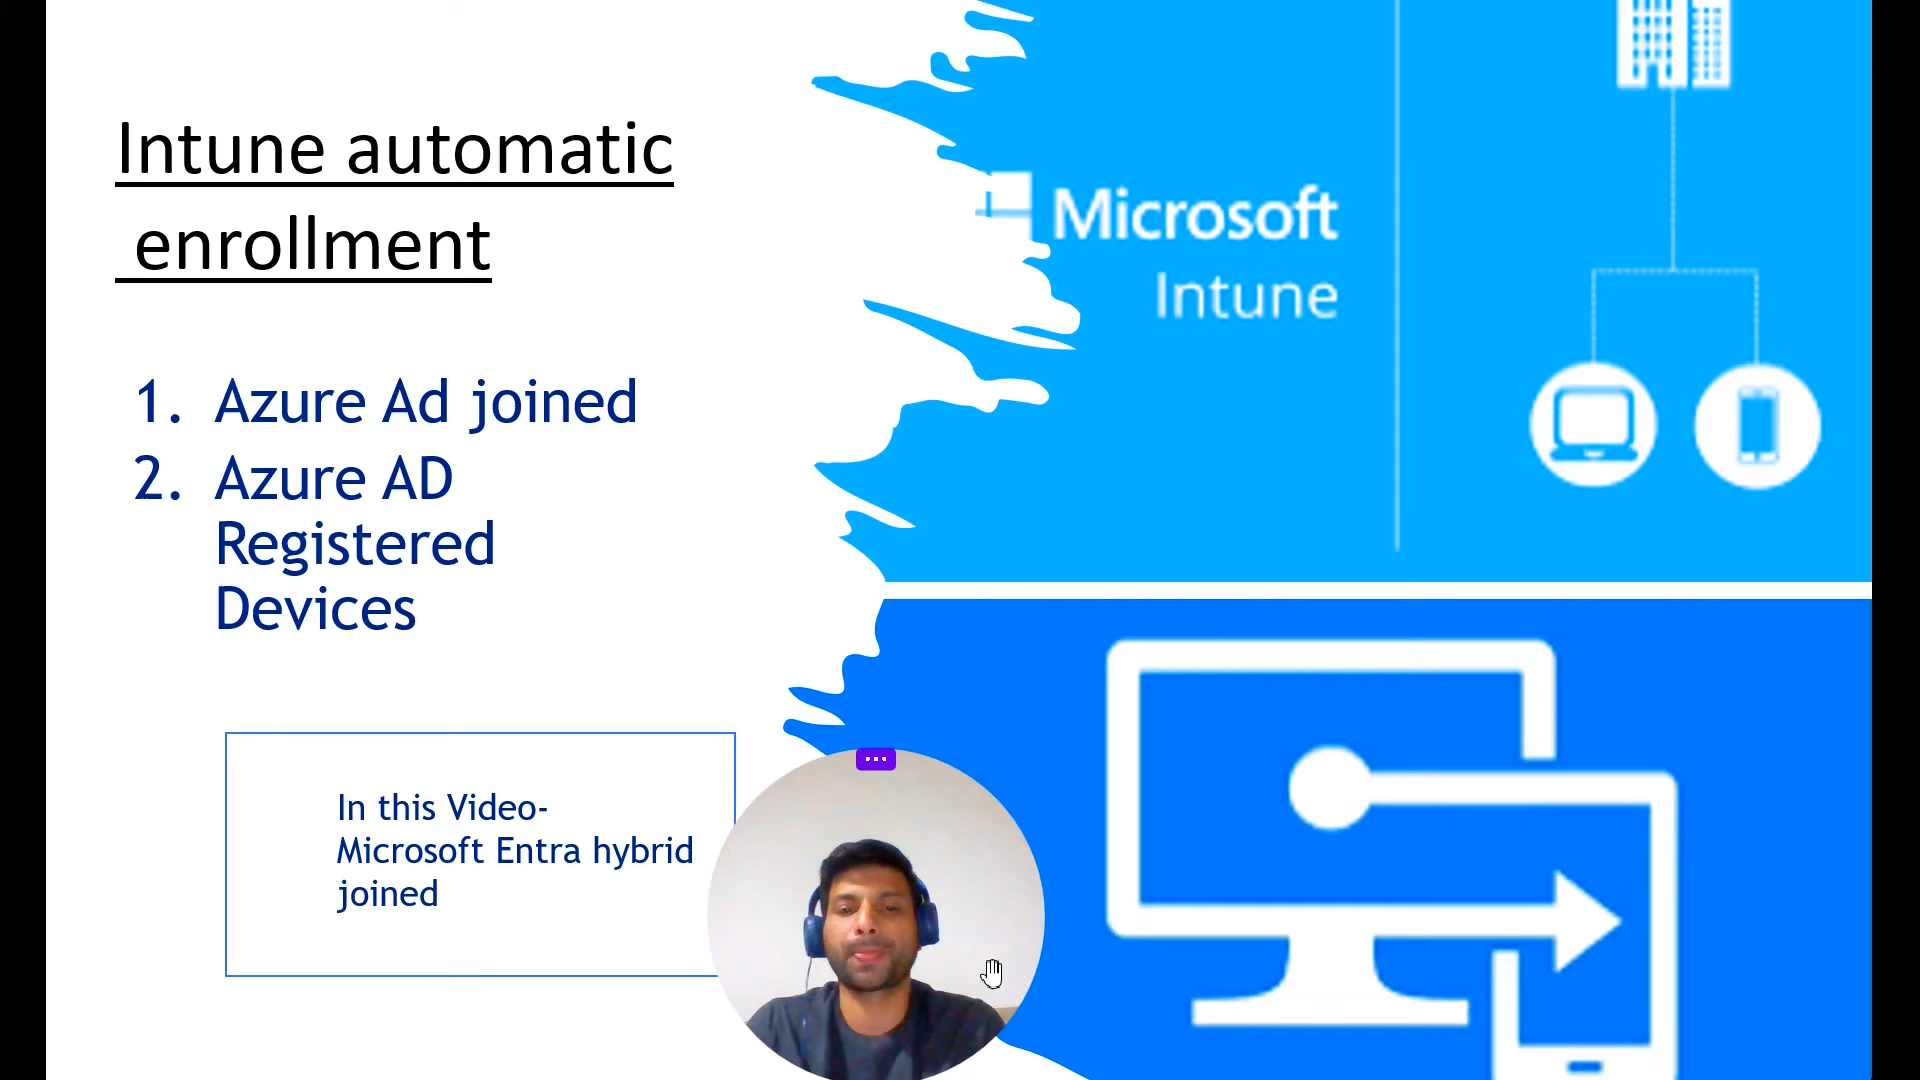 Intune automatic
enrollment
1. Azure Ad joined
2. Azure AD
Registered
Devices
In this Video-
Microsoft Entra hybrid
joined
Microsoft
Intune